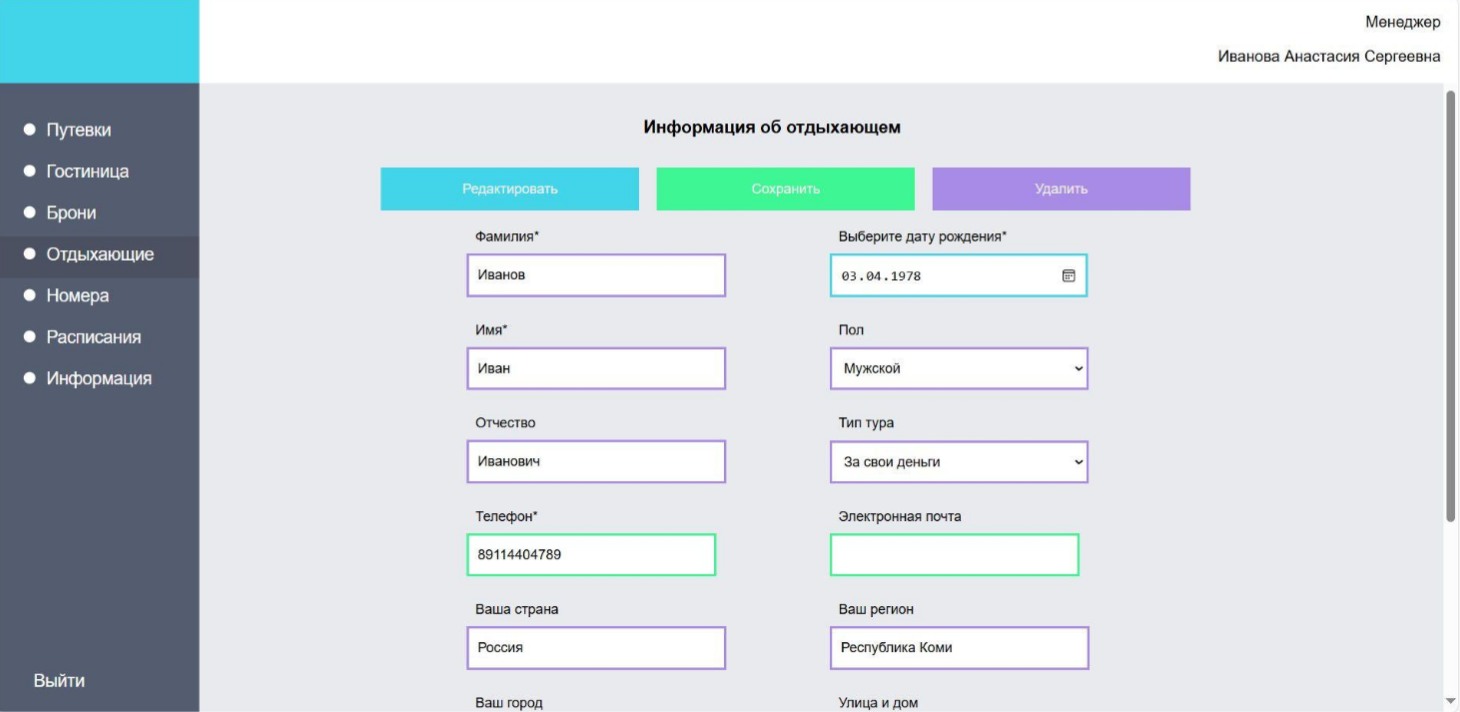 Менеджер
Иванова Анастасия Сергеевна
Путевки
Гостиница
Брони
Отдыхающие
Номера
Расписания
Информация
Выйти
Информация об отдыхающем
Редактировать Сохранить Удалить
Фамилия* Выберите дату рождения*
Иванов 03.04.1978
Имя* Пол
Иван Мужской
Отчество Тип тура
Иванович За свои деньги
Телефон* Электронная почта
89114404789
Ваша страна Ваш регион
Россия Республика Коми
Ваш город Улица и дом